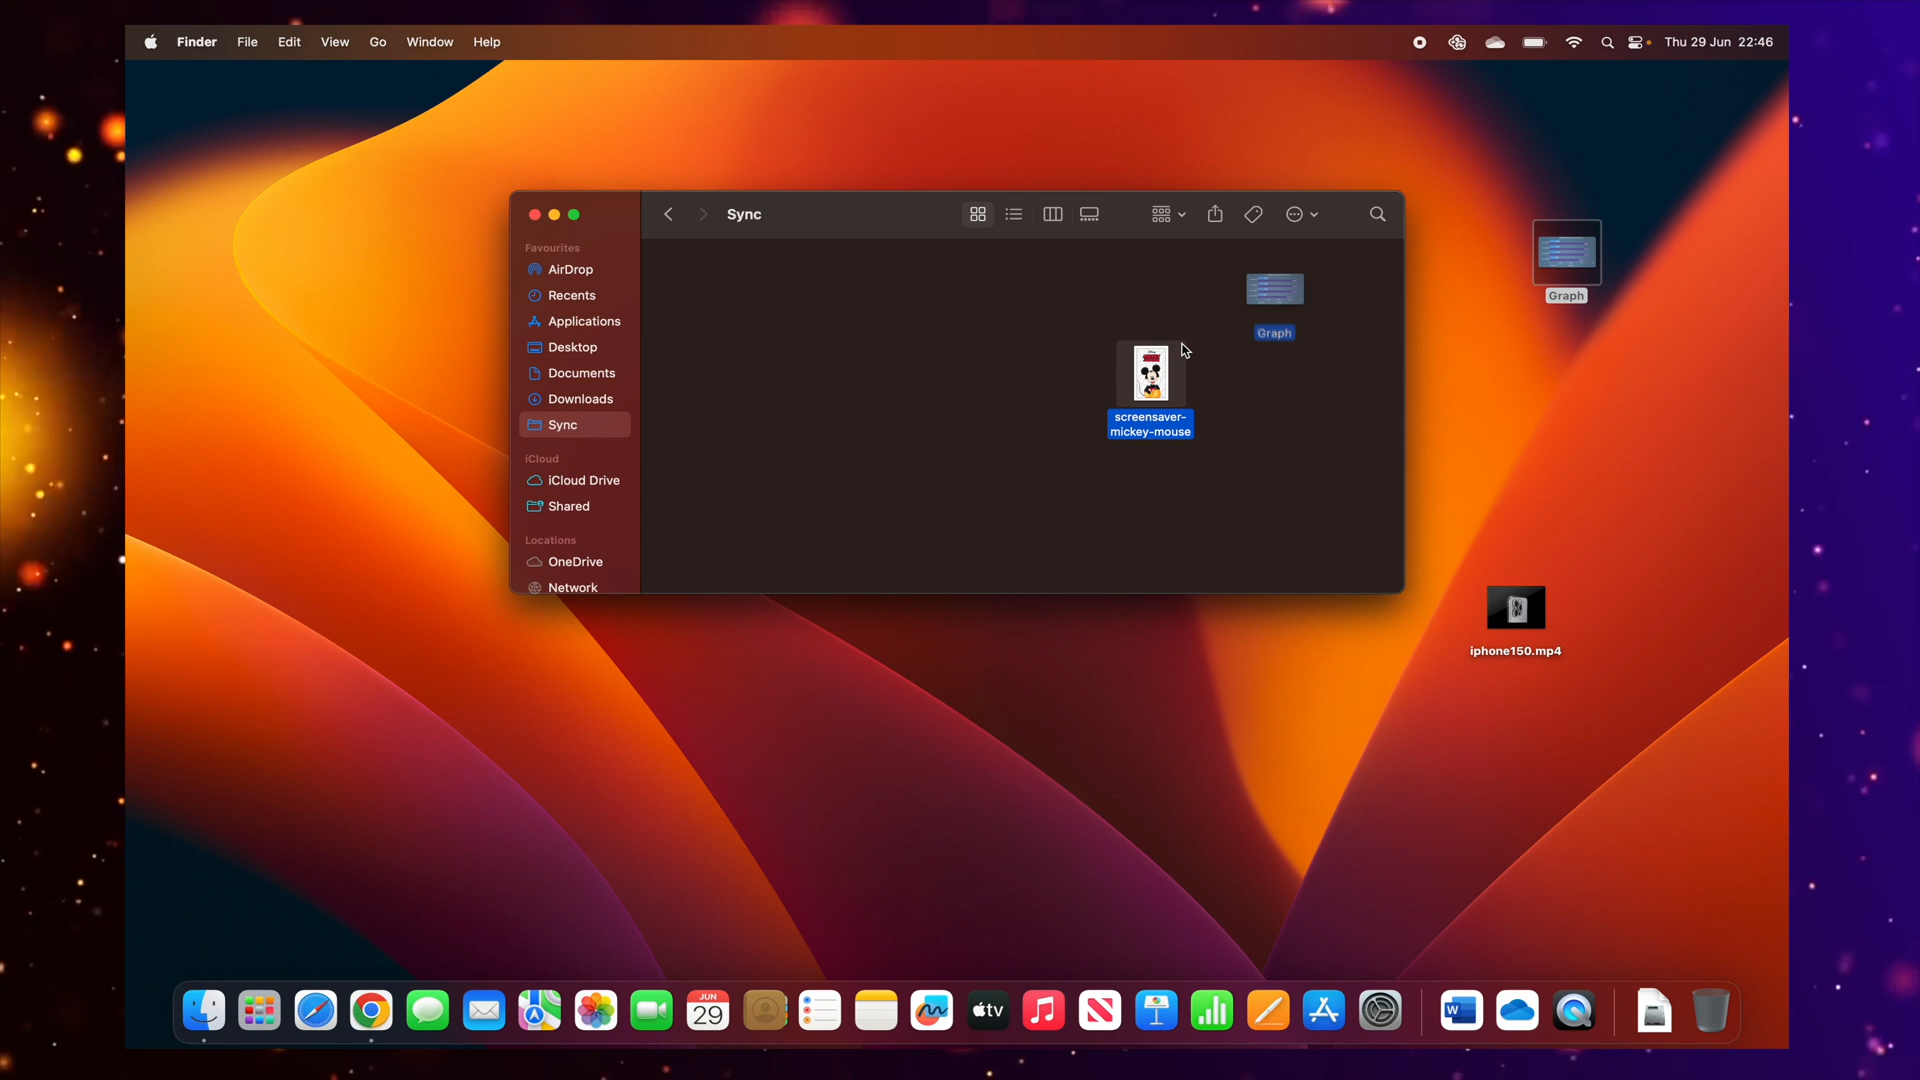 Finder File Edit View Go Window Help
Thu 29 Jun 22:46
Sync
Favourites
AirDrop
Recents
Applications
Desktop
Documents
Downloads
Sync
iCloud
iCloud Drive
Shared
Locations
OneDrive
Network
Graph
screensaver-
mickey-mouse
Graph
iphone150.mp4
JUN
29
tv
W